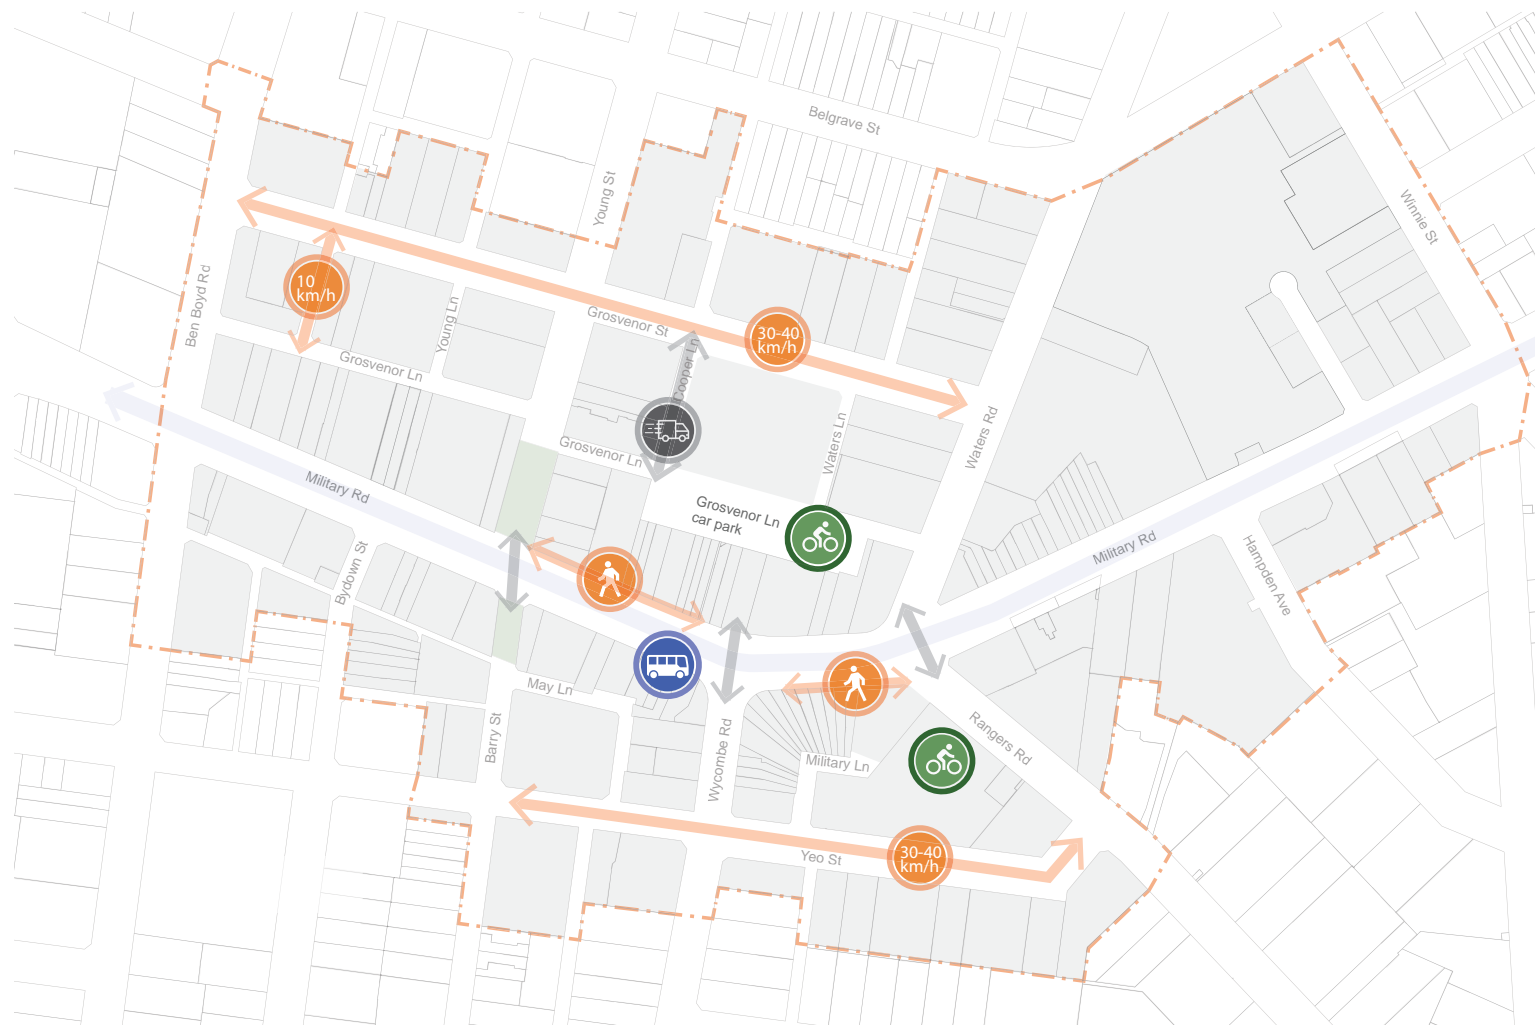 Belgrave St
Young St
Winnie St
Ben Boyd Rd
10
km/h
Young Ln
Grosvenor St
30-40
km/h
Grosvenor Ln
Cooper Ln
Waters Ln
Waters Rd
Grosvenor Ln
Military Rd
Grosvenor Ln
car park
Military Rd
Bydown St
Hampden Ave
May Ln
Barry St
Wycombe Rd
Rangers Rd
Military Ln
Yeo St
30-40
km/h